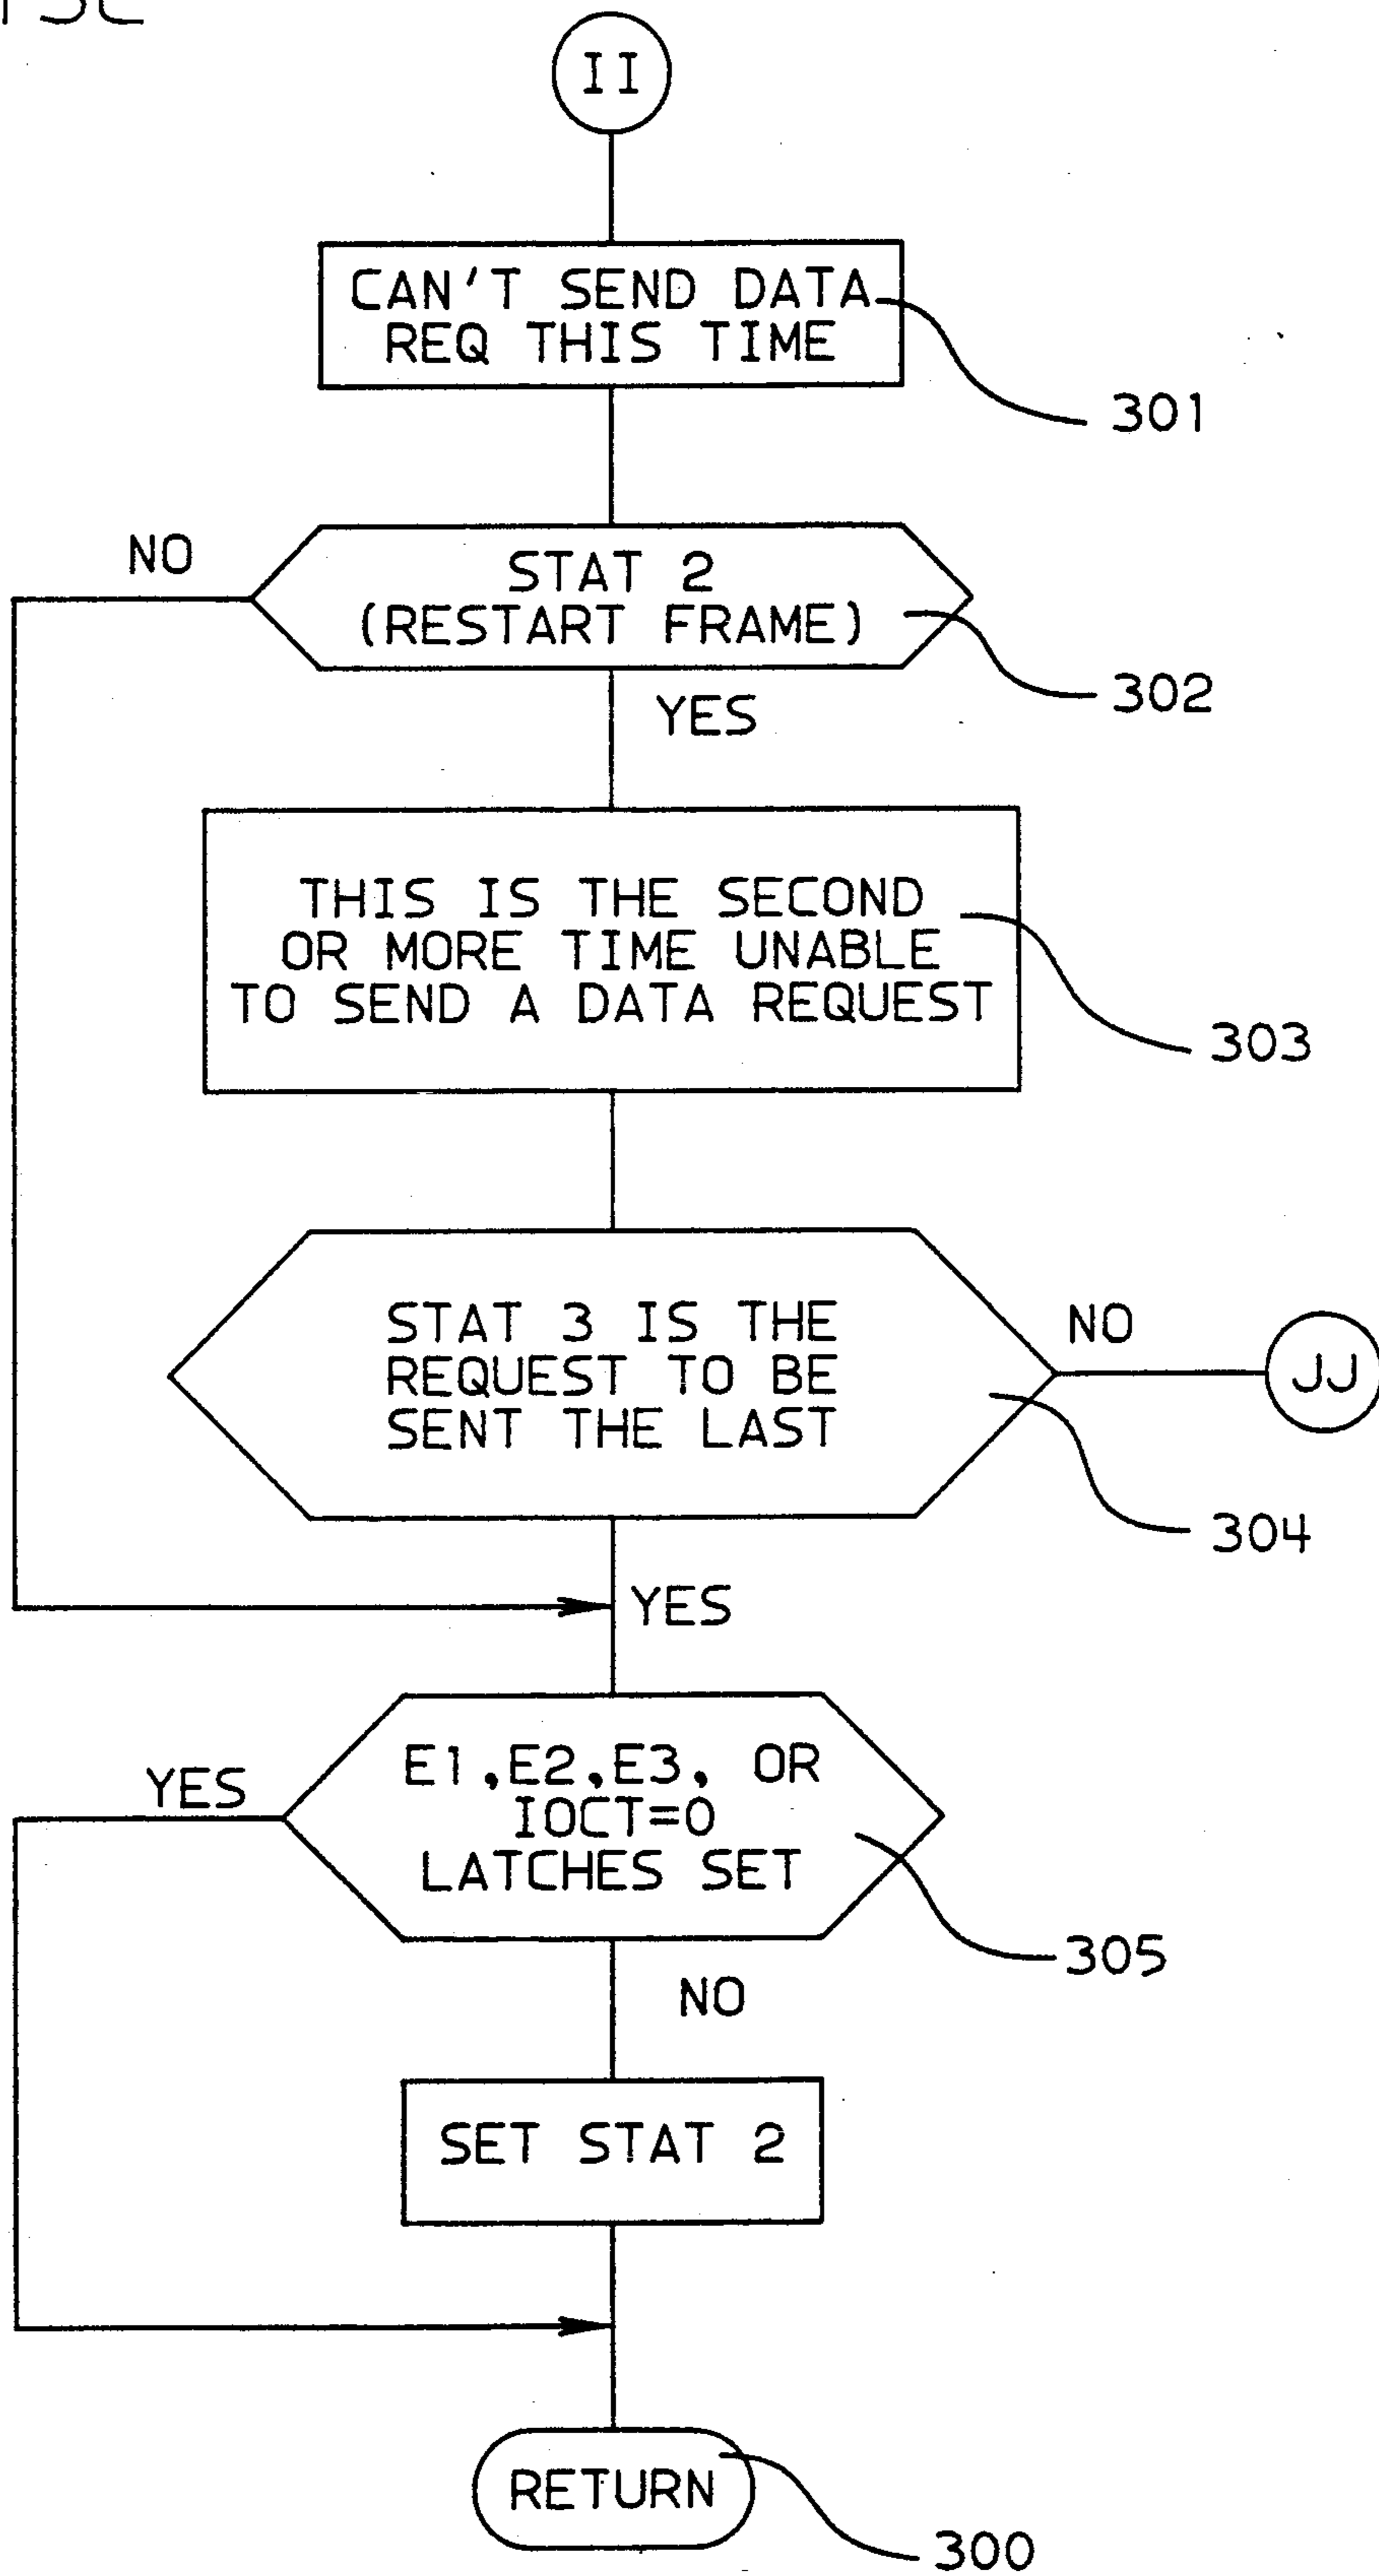 II
CAN'T SEND DATA
REQ THIS TIME
301
NO
STAT 2
(RESTART FRAME)
302
YES
THIS IS THE SECOND
OR MORE TIME UNABLE
TO SEND A DATA REQUEST
303
STAT 3 IS THE
REQUEST TO BE
SENT THE LAST
NO
JJ
304
YES
E1,E2,E3, OR
IOCT=0
LATCHES SET
YES
305
NO
SET STAT 2
RETURN
300